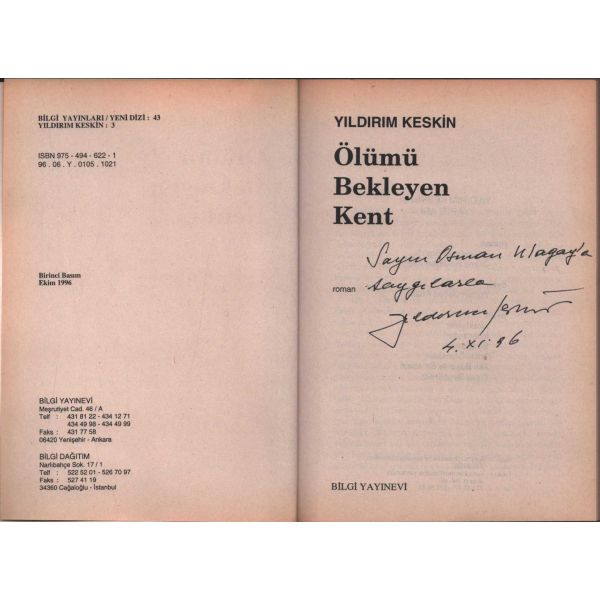 BİLGİ YAYINLARI / YENİ DİZİ : 43
YILDIRIM KESKİN : 3
ISBN 975 - 494 - 622 - 1
96 . 06 . Y . 0105 . 1021
Birinci Basım
Ekim 1996
BİLGİ YAYINEVİ
Meşrutiyet Cad. 46 / A
Telf : 431 81 22 - 434 12 71
434 49 98 - 434 49 99
Faks : 431 77 58
06420 Yenişehir - Ankara
BİLGİ DAĞITIM
Narlıbahçe Sok. 17 / 1
Telf : 522 52 01 - 526 70 97
Faks : 527 41 19
34360 Cağaloğlu - İstanbul
YILDIRIM KESKİN
Ölümü
Bekleyen
Kent
Sayın Osman Ulagay'a
roman
saygılarla
Yıldırım Keskin
4.XI.96
BİLGİ YAYINEVİ